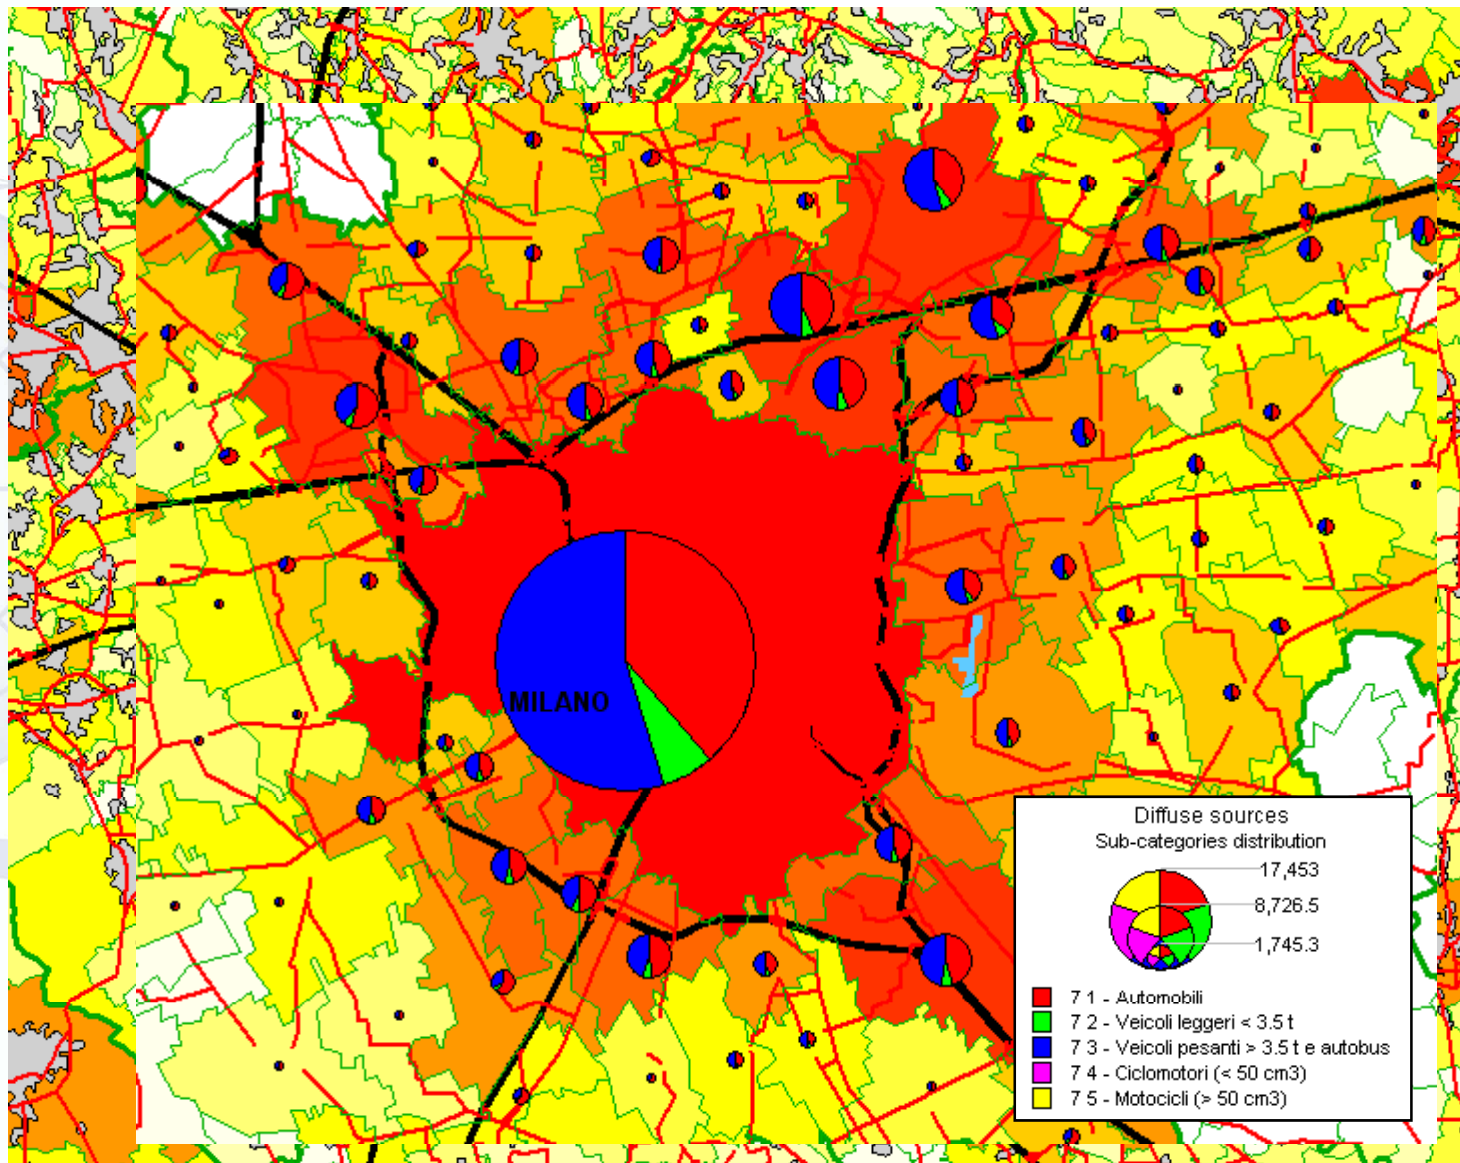 MILANO
Diffuse sources
Sub-categories distribution
17,453
8,726.5
1,745.3
7 1 - Automobili
7 2 - Veicoli leggeri < 3.5 t
7 3 - Veicoli pesanti > 3.5 t e autobus
7 4 - Ciclomotori (< 50 cm3)
7 5 - Motocicli (> 50 cm3)